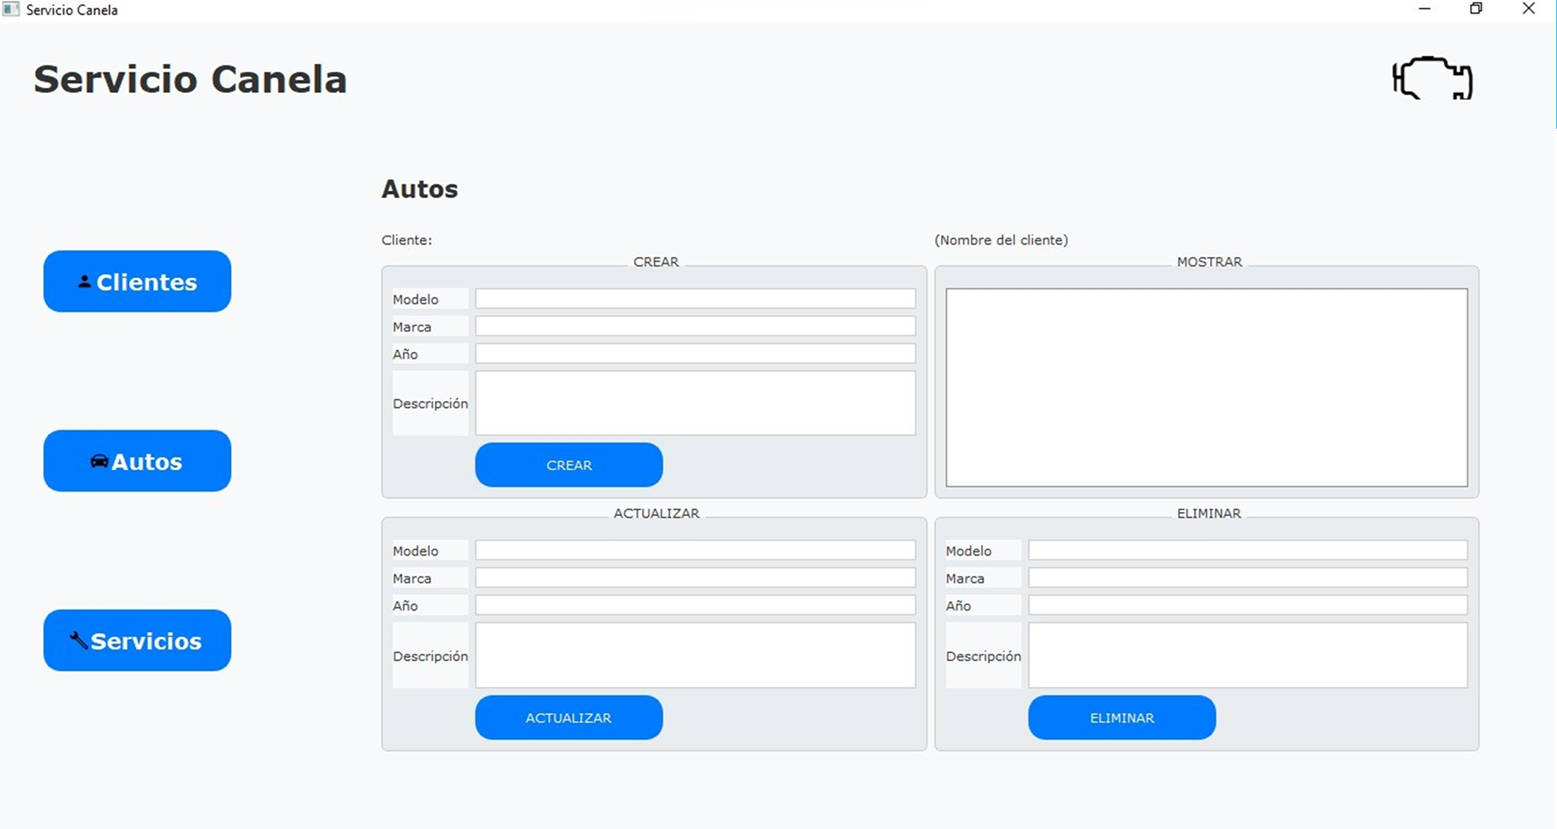 Servicio Canela
Servicio Canela
Autos
Clientes
Autos
Servicios
Cliente:
(Nombre del cliente)
CREAR
Modelo
Marca
Año
Descripción
CREAR
MOSTRAR
ACTUALIZAR
Modelo
Marca
Año
Descripción
ACTUALIZAR
ELIMINAR
Modelo
Marca
Año
Descripción
ELIMINAR